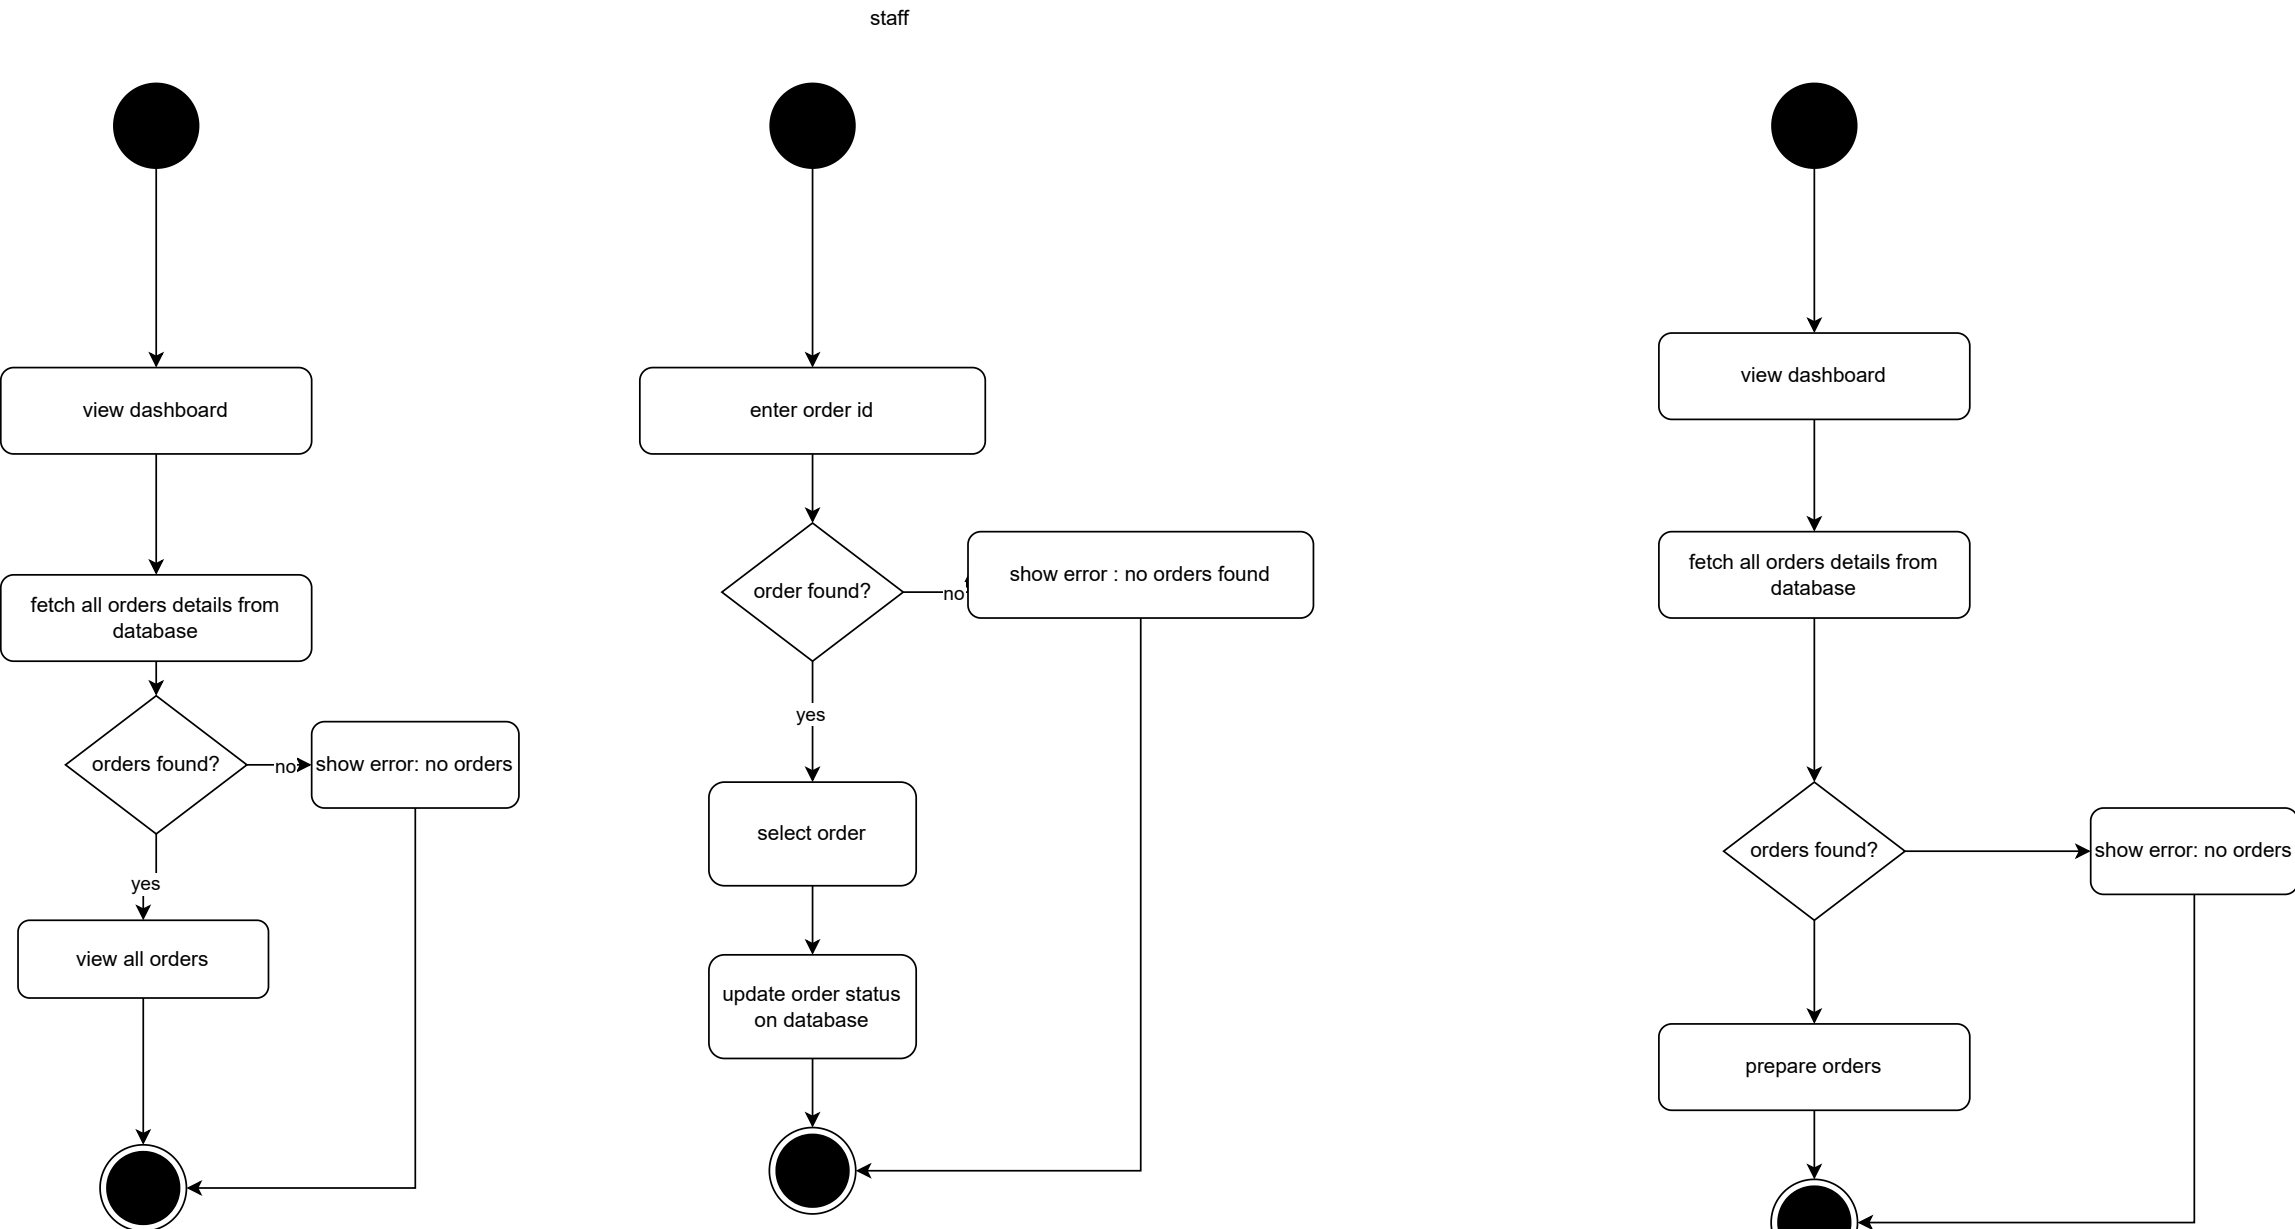 staff
view dashboard
fetch all orders details from
database
orders found?
no
show error: no orders
yes
view all orders
enter order id
order found?
no
show error : no orders found
yes
select order
update order status
on database
view dashboard
fetch all orders details from
database
orders found?
show error: no orders
prepare orders